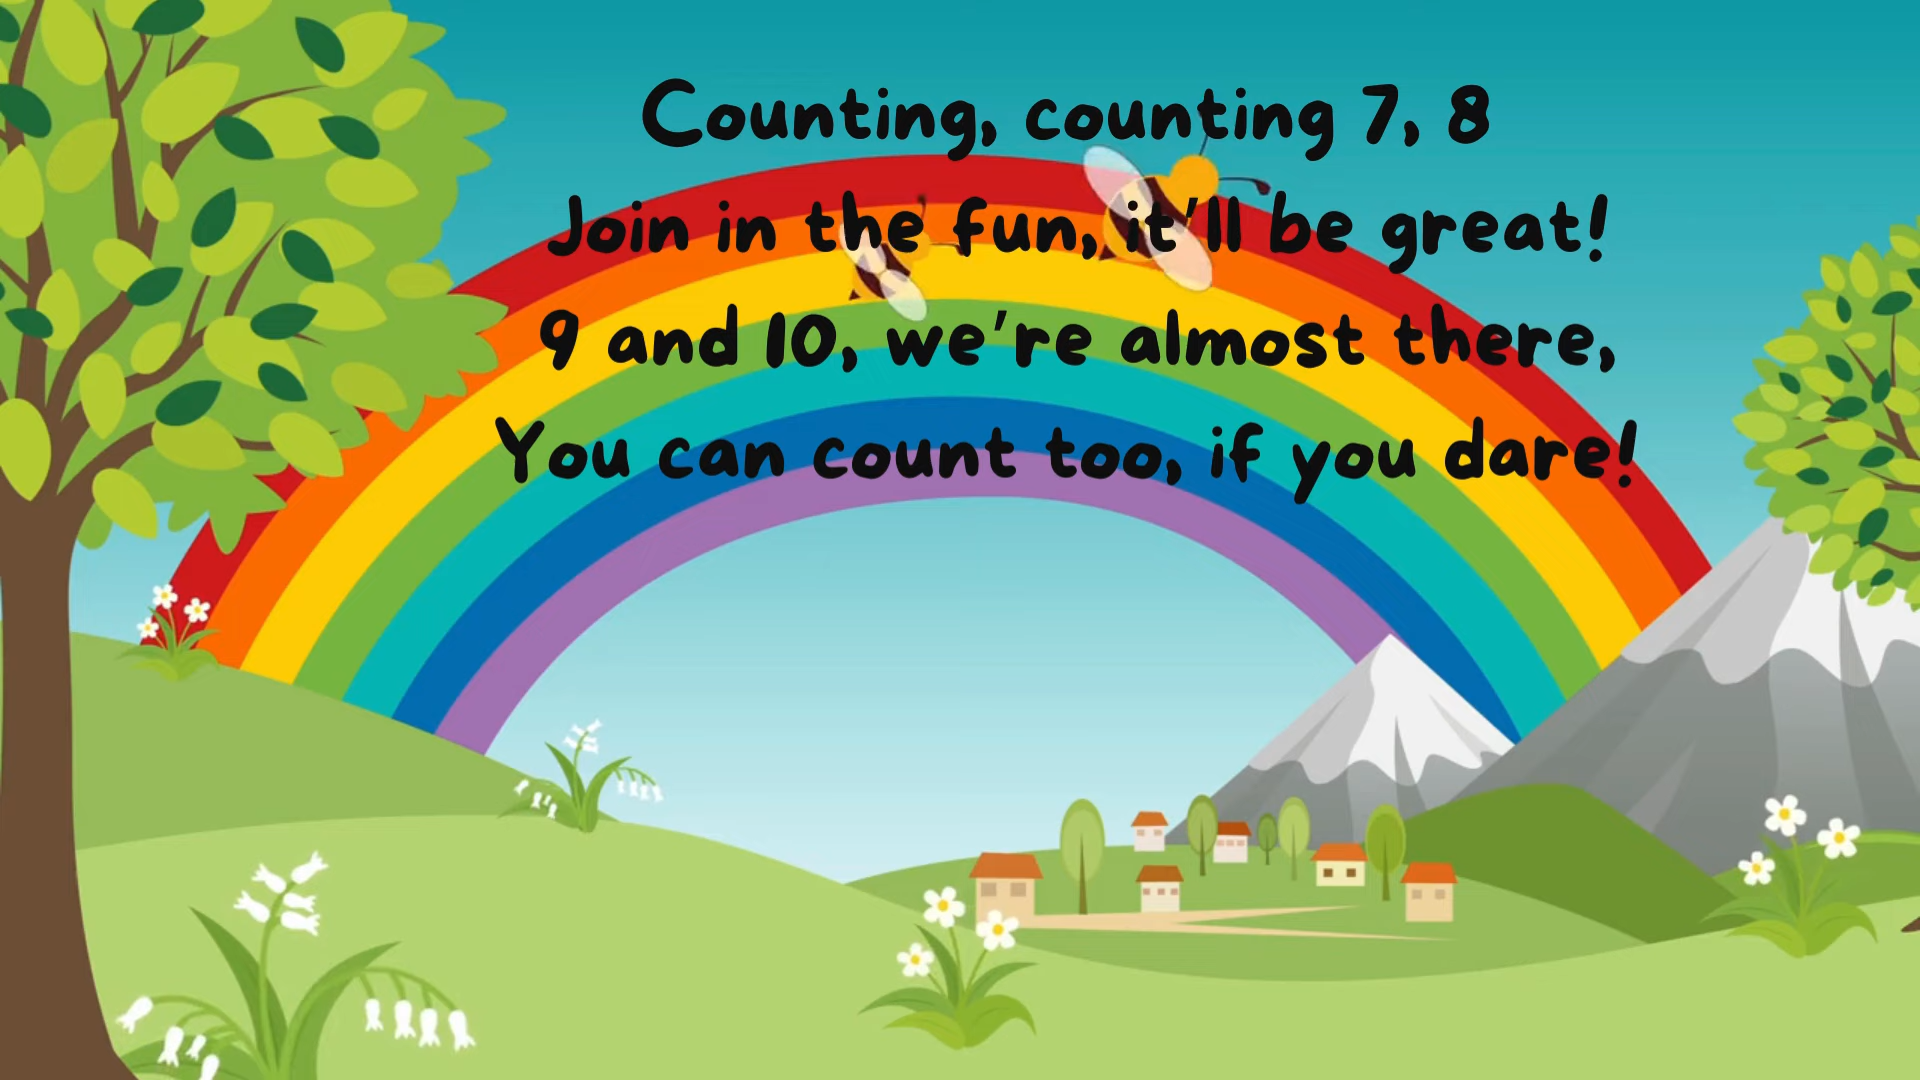 Counting, counting 7, 8
Join in the fun, it'll be great!
9 and 10, we're almost there,
You can count too, if you dare!